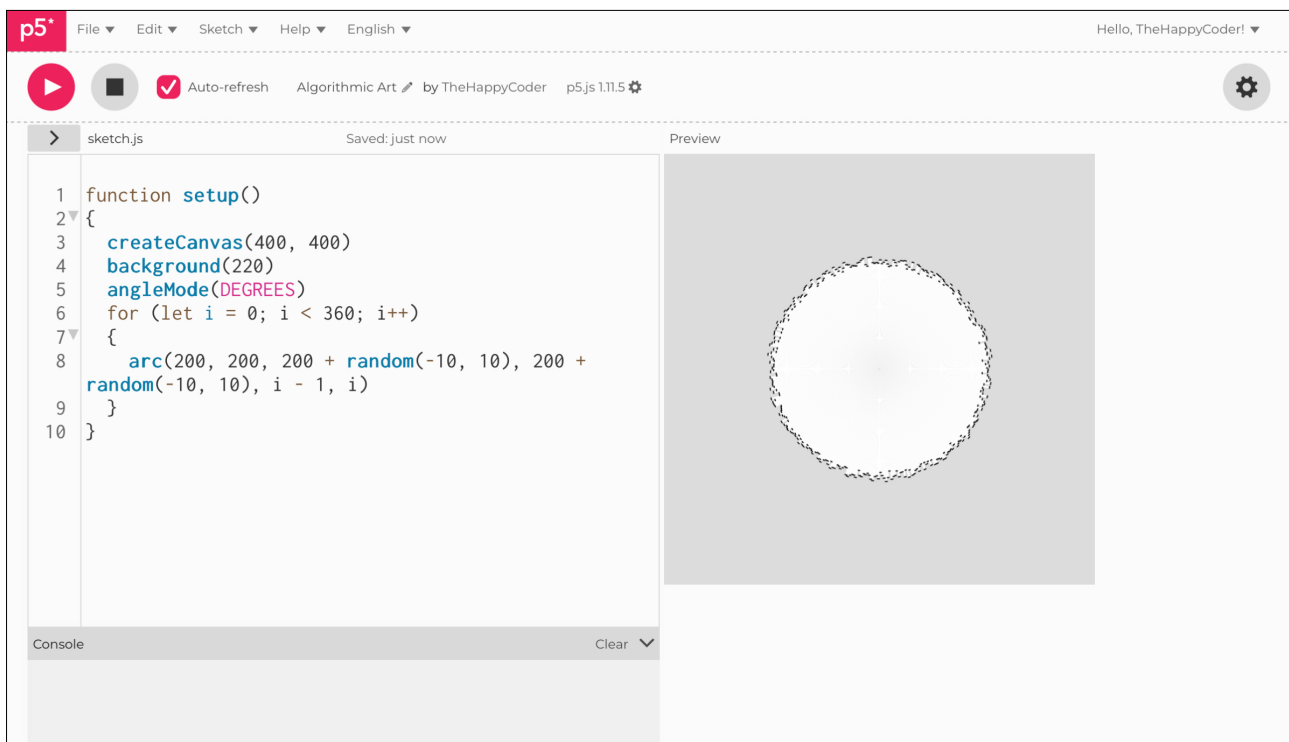 p5* File Edit Sketch Help English Hello, TheHappyCoder!
Auto-refresh Algorithmic Art by TheHappyCoder p5.js 1.11.5
sketch.js Saved: just now Preview
1 function setup()
2 {
3 createCanvas(400, 400)
4 background(220)
5 angleMode(DEGREES)
6 for (let i = 0; i < 360; i++)
7 {
8 arc(200, 200, 200 + random(-10, 10), 200 +
random(-10, 10), i - 1, i)
9 }
10 }
Console Clear